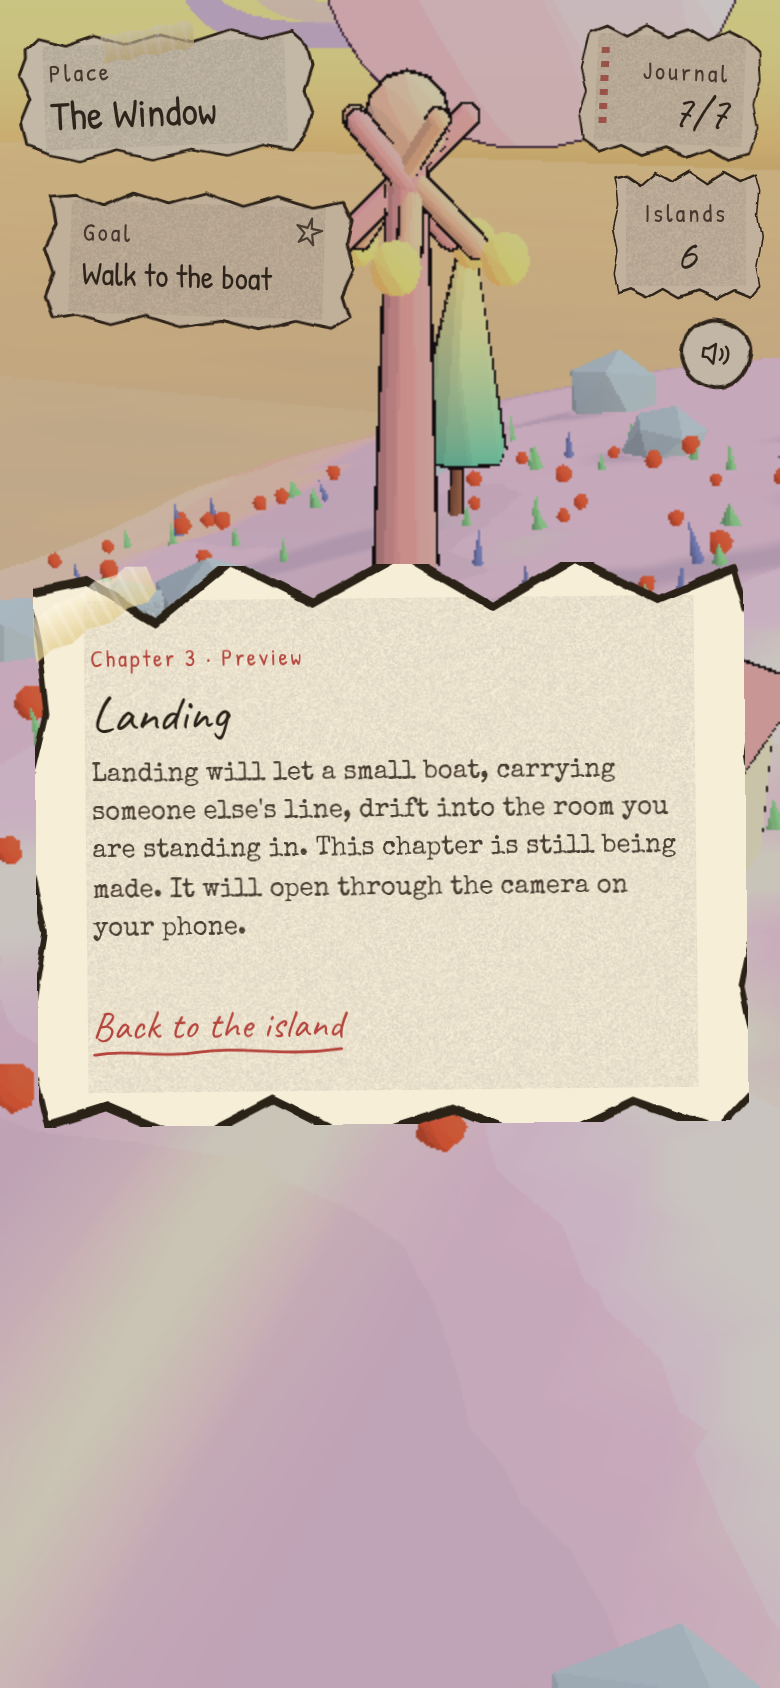 Place
The Window
Journal
7/7
Goal
Walk to the boat
Islands
6
Chapter 3 · Preview
Landing
Landing will let a small boat, carrying
someone else's line, drift into the room you
are standing in. This chapter is still being
made. It will open through the camera on
your phone.
Back to the island